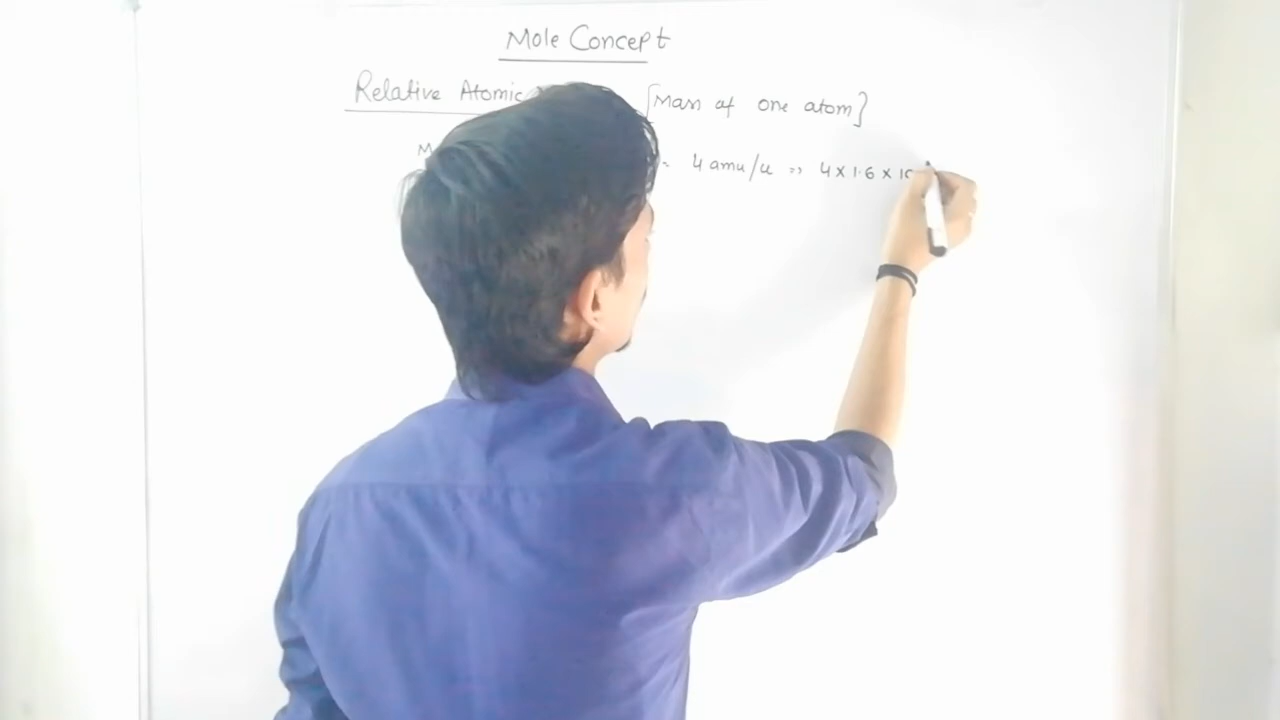 Mole Concept
Relative Atomic [Mass of one atom]
= 4 amu/u => 4 x 1.6 x 10